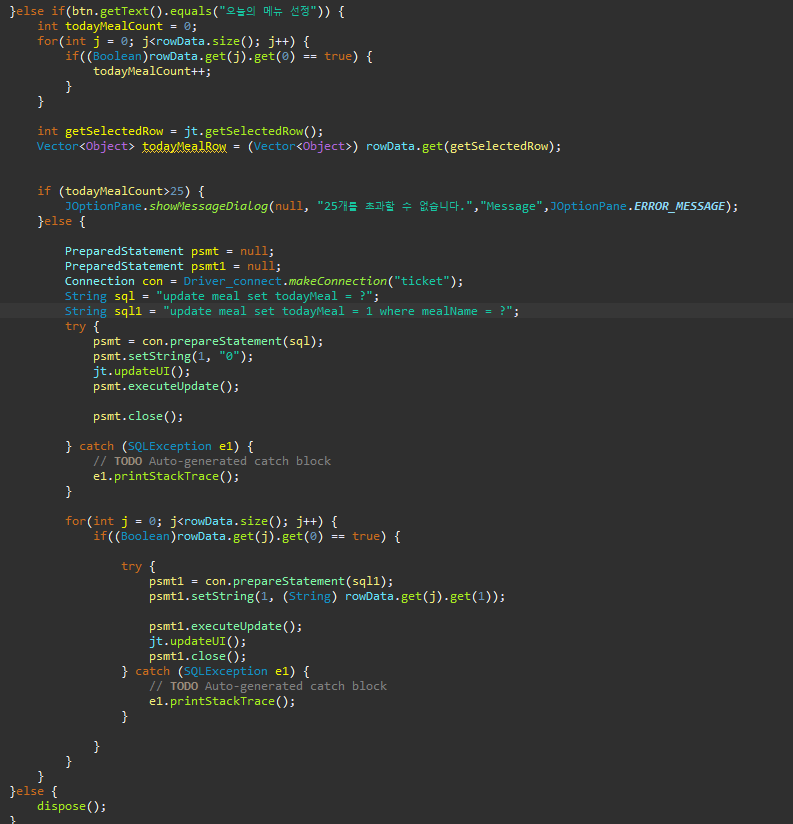 }else if(btn.getText().equals("오늘의 메뉴 선정")) {
int todayMealCount = 0;
for(int j = 0; j<rowData.size(); j++) {
if((Boolean)rowData.get(j).get(0) == true) {
todayMealCount++;
}
}
int getSelectedRow = jt.getSelectedRow();
Vector<Object> todayMealRow = (Vector<Object>) rowData.get(getSelectedRow);
if (todayMealCount>25) {
JOptionPane.showMessageDialog(null, "25개를 초과할 수 없습니다.","Message",JOptionPane.ERROR_MESSAGE);
}else {
PreparedStatement psmt = null;
PreparedStatement psmt1 = null;
Connection con = Driver_connect.makeConnection("ticket");
String sql = "update meal set todayMeal = ?";
String sql1 = "update meal set todayMeal = 1 where mealName = ?";
try {
psmt = con.prepareStatement(sql);
psmt.setString(1, "0");
jt.updateUI();
psmt.executeUpdate();
psmt.close();
} catch (SQLException e1) {
// TODO Auto-generated catch block
e1.printStackTrace();
}
for(int j = 0; j<rowData.size(); j++) {
if((Boolean)rowData.get(j).get(0) == true) {
try {
psmt1 = con.prepareStatement(sql1);
psmt1.setString(1, (String) rowData.get(j).get(1));
psmt1.executeUpdate();
jt.updateUI();
psmt1.close();
} catch (SQLException e1) {
// TODO Auto-generated catch block
e1.printStackTrace();
}
}
}
}
}else {
dispose();
}